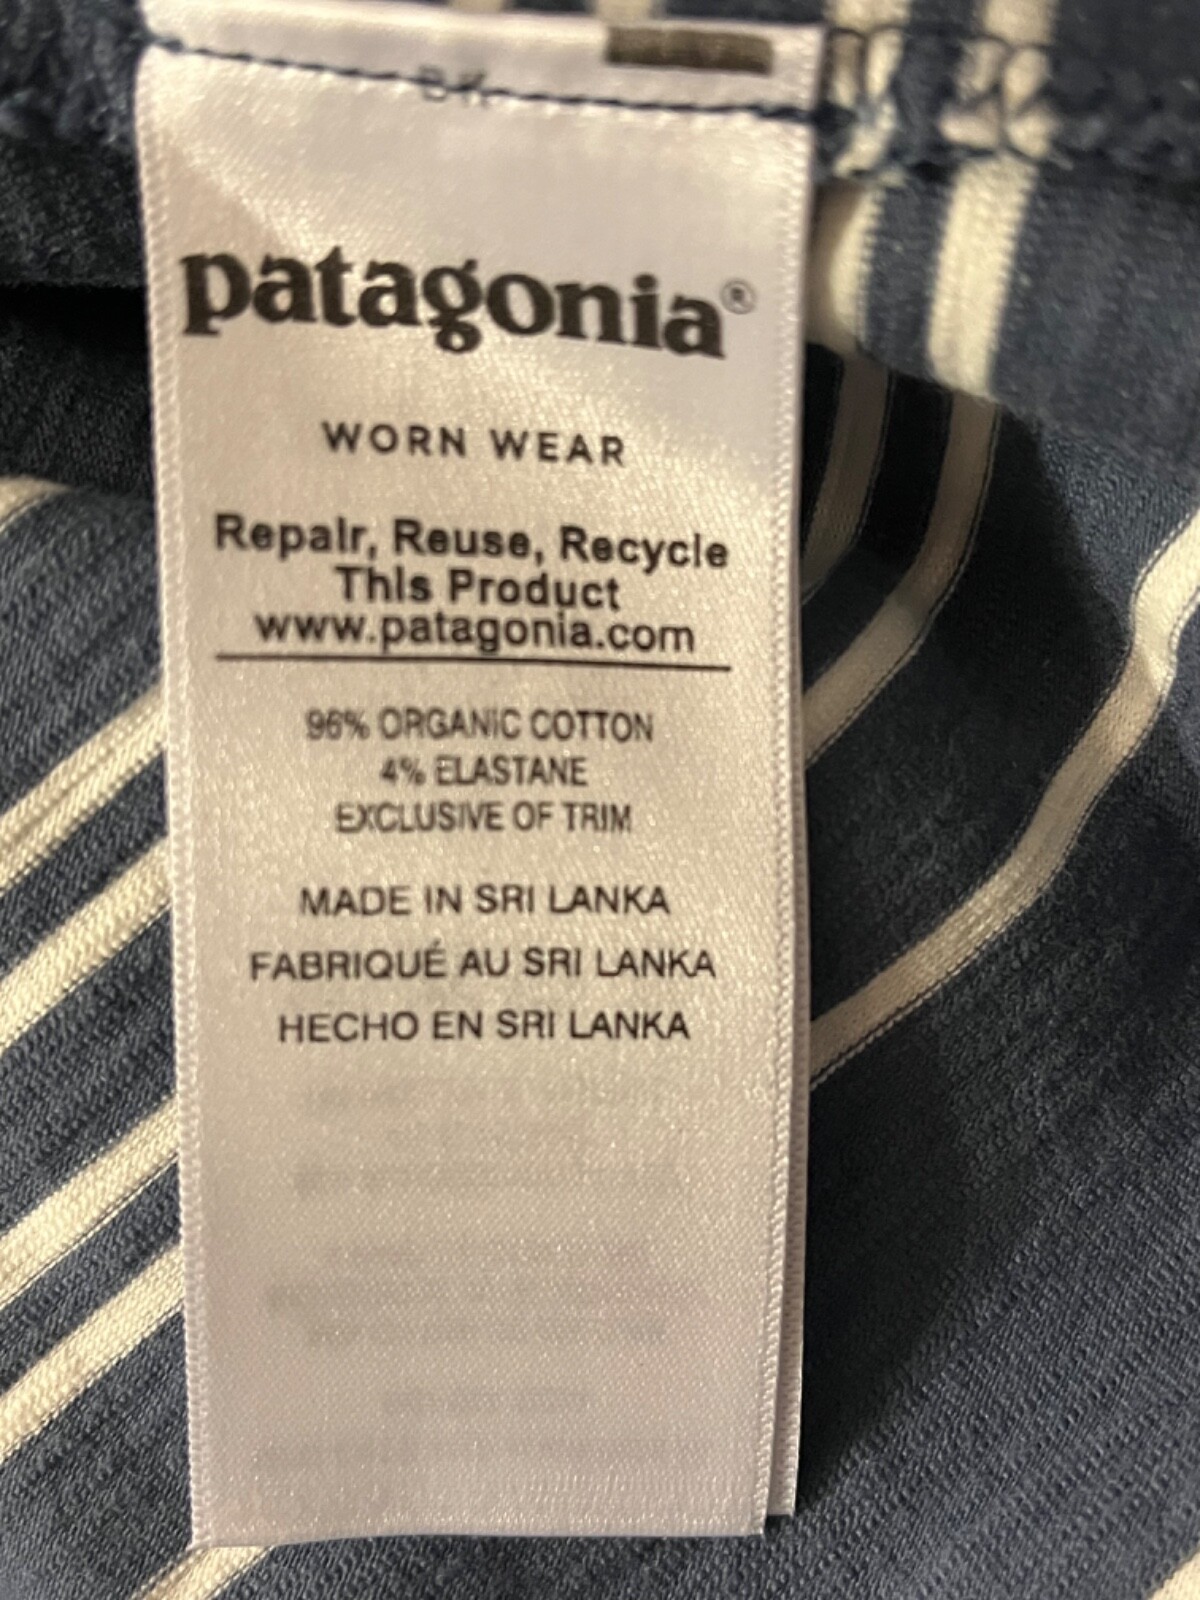 patagonia®
WORN WEAR
Repair, Reuse, Recycle
This Product
www.patagonia.com
96% ORGANIC COTTON
4% ELASTANE
EXCLUSIVE OF TRIM
MADE IN SRI LANKA
FABRIQUÉ AU SRI LANKA
HECHO EN SRI LANKA